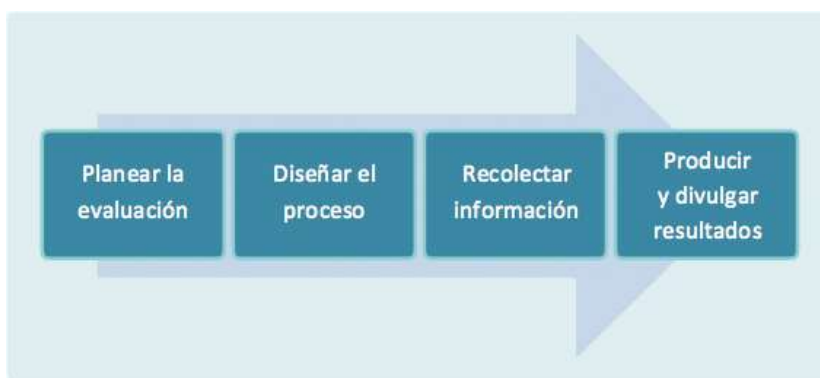 Planear la
evaluación
Diseñar el
proceso
Recolectar
información
Producir
y divulgar
resultados